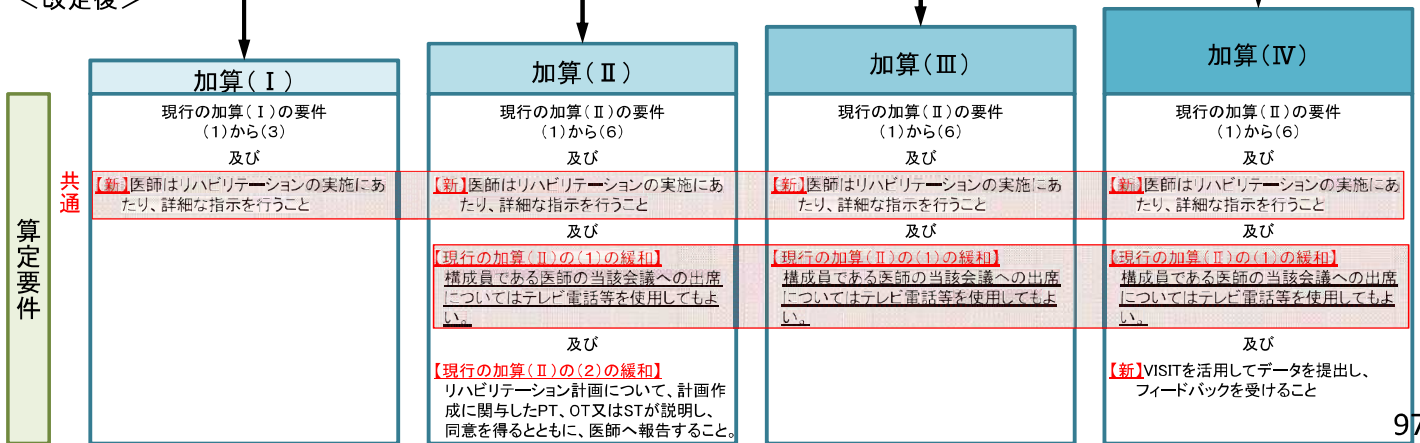 ＜改定後＞
加算（Ⅰ）
現行の加算（Ⅰ）の要件
（1）から（3）
及び
【新】医師はリハビリテーションの実施にあ
たり、詳細な指示を行うこと
加算（Ⅱ）
現行の加算（Ⅱ）の要件
（1）から（6）
及び
【新】医師はリハビリテーションの実施にあ
たり、詳細な指示を行うこと
及び
【現行の加算（Ⅱ）の（1）の緩和】
構成員である医師の当該会議への出席
についてはテレビ電話等を使用してもよ
い。
及び
【現行の加算（Ⅱ）の（2）の緩和】
リハビリテーション計画について、計画作
成に関与したPT、OT又はSTが説明し、
同意を得るとともに、医師へ報告すること。
加算（Ⅲ）
現行の加算（Ⅱ）の要件
（1）から（6）
及び
【新】医師はリハビリテーションの実施にあ
たり、詳細な指示を行うこと
及び
【現行の加算（Ⅱ）の（1）の緩和】
構成員である医師の当該会議への出席
についてはテレビ電話等を使用してもよ
い。
加算（Ⅳ）
現行の加算（Ⅱ）の要件
（1）から（6）
及び
【新】医師はリハビリテーションの実施にあ
たり、詳細な指示を行うこと
及び
【現行の加算（Ⅱ）の（1）の緩和】
構成員である医師の当該会議への出席
についてはテレビ電話等を使用してもよ
い。
及び
【新】VISITを活用してデータを提出し、
フィードバックを受けること
共通
算定要件
97